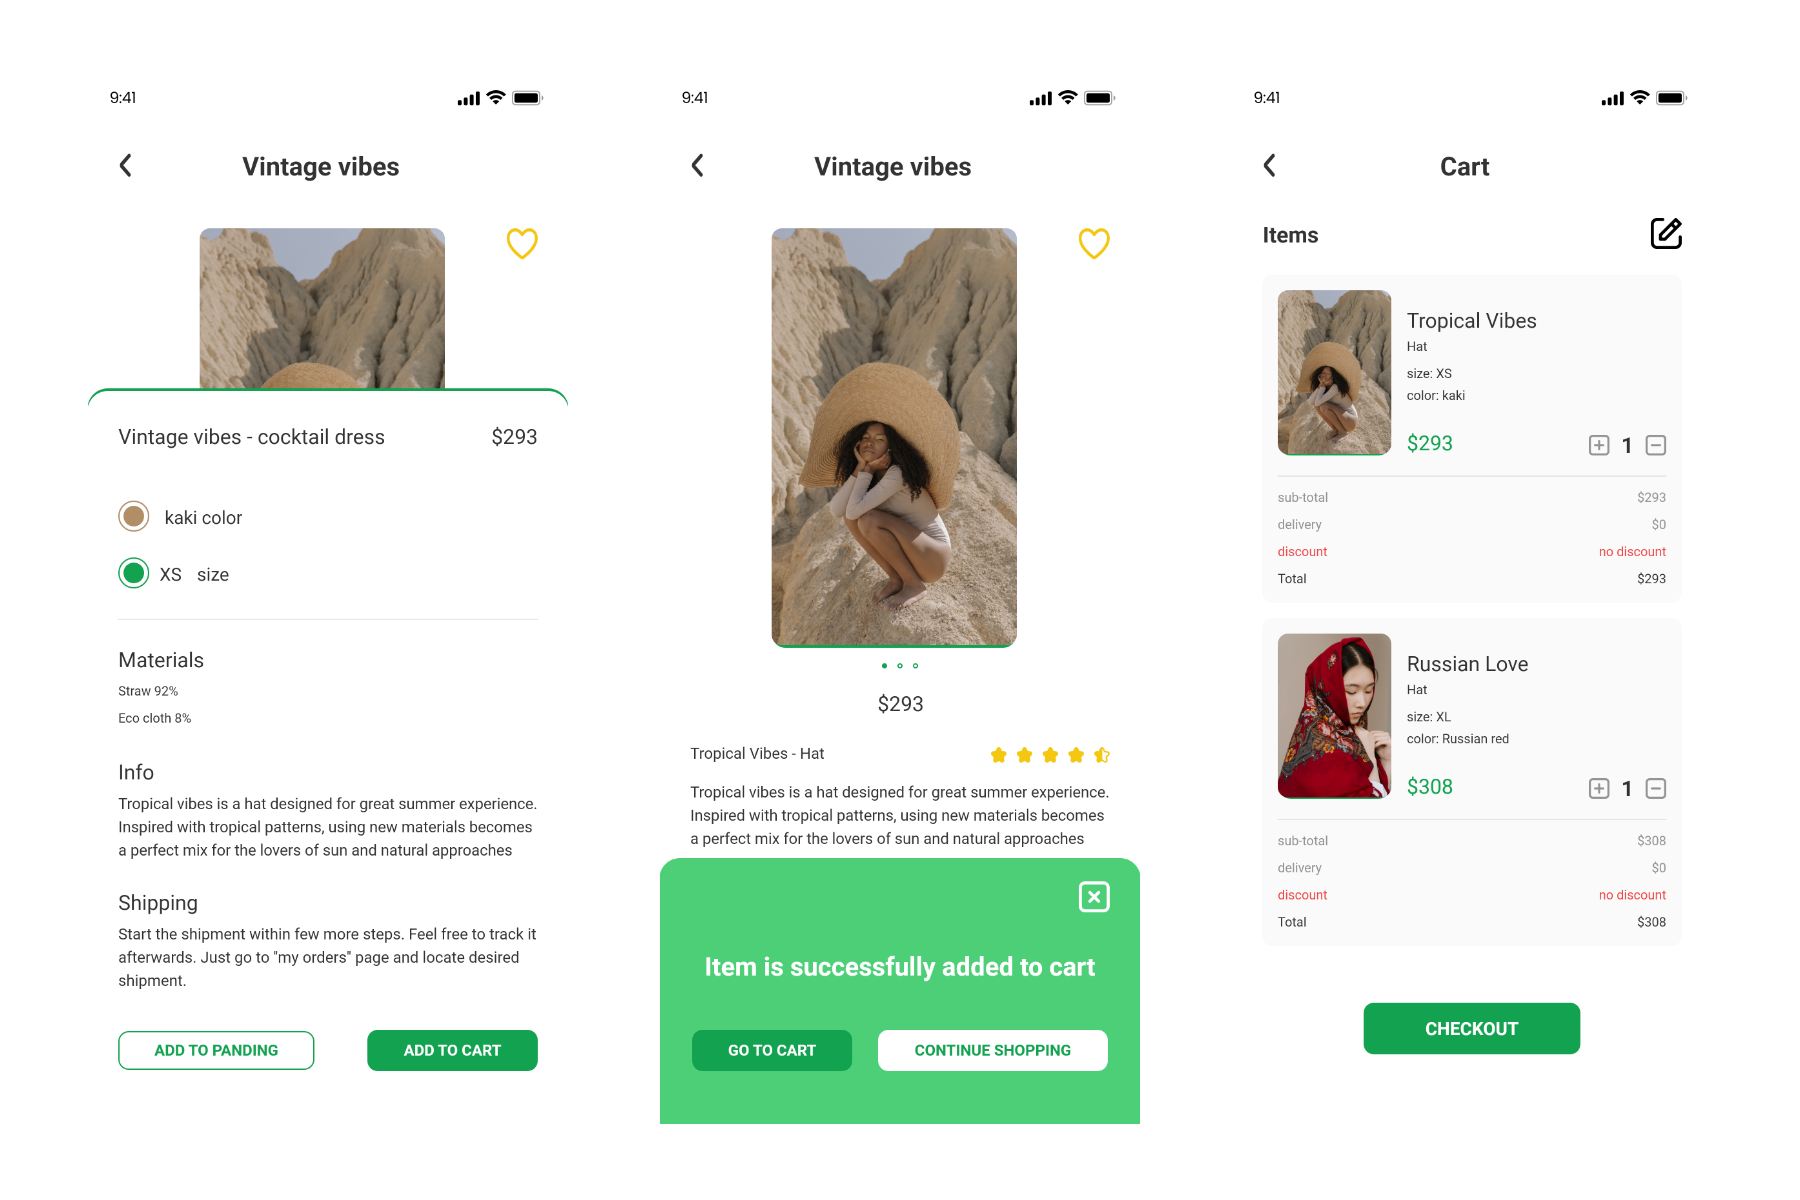 9:41
Vintage vibes
Vintage vibes - cocktail dress $293
kaki color
XS size
Materials
Straw 92%
Eco cloth 8%
Info
Tropical vibes is a hat designed for great summer experience.
Inspired with tropical patterns, using new materials becomes
a perfect mix for the lovers of sun and natural approaches
Shipping
Start the shipment within few more steps. Feel free to track it
afterwards. Just go to "my orders" page and locate desired
shipment.
ADD TO PANDING ADD TO CART
9:41
Vintage vibes
$293
Tropical Vibes - Hat
Tropical vibes is a hat designed for great summer experience.
Inspired with tropical patterns, using new materials becomes
a perfect mix for the lovers of sun and natural approaches
Item is successfully added to cart
GO TO CART CONTINUE SHOPPING
9:41
Cart
Items
Tropical Vibes
Hat
size: XS
color: kaki
$293 1
sub-total $293
delivery $0
discount no discount
Total $293
Russian Love
Hat
size: XL
color: Russian red
$308 1
sub-total $308
delivery $0
discount no discount
Total $308
CHECKOUT